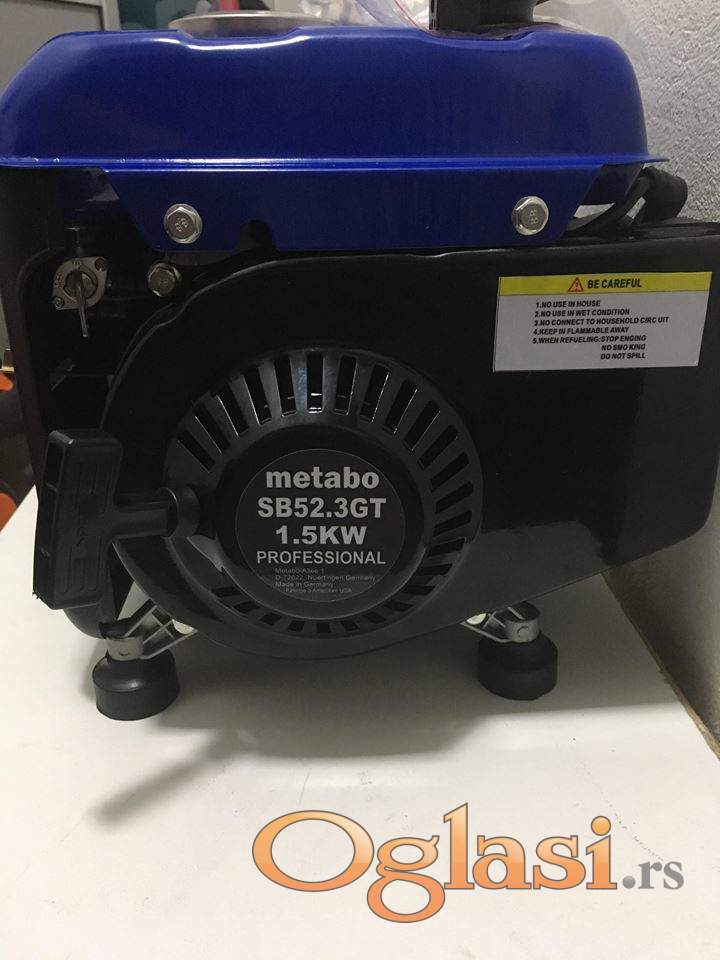 BE CAREFUL
1.NO USE IN HOUSE
2.NO USE IN WET CONDITION
3.NO CONNECT TO HOUSEHOLD CIRC UIT
4.KEEP IN FLAMMABLE AWAY
5.WHEN REFUELING:STOP ENGING
NO SMO KING
DO NOT SPILL
metabo
SB52.3GT
1.5KW
PROFESSIONAL
Metabo-Allee 1
D-72622, Nuertingen Germany
Made in Germany
Oglasi.rs